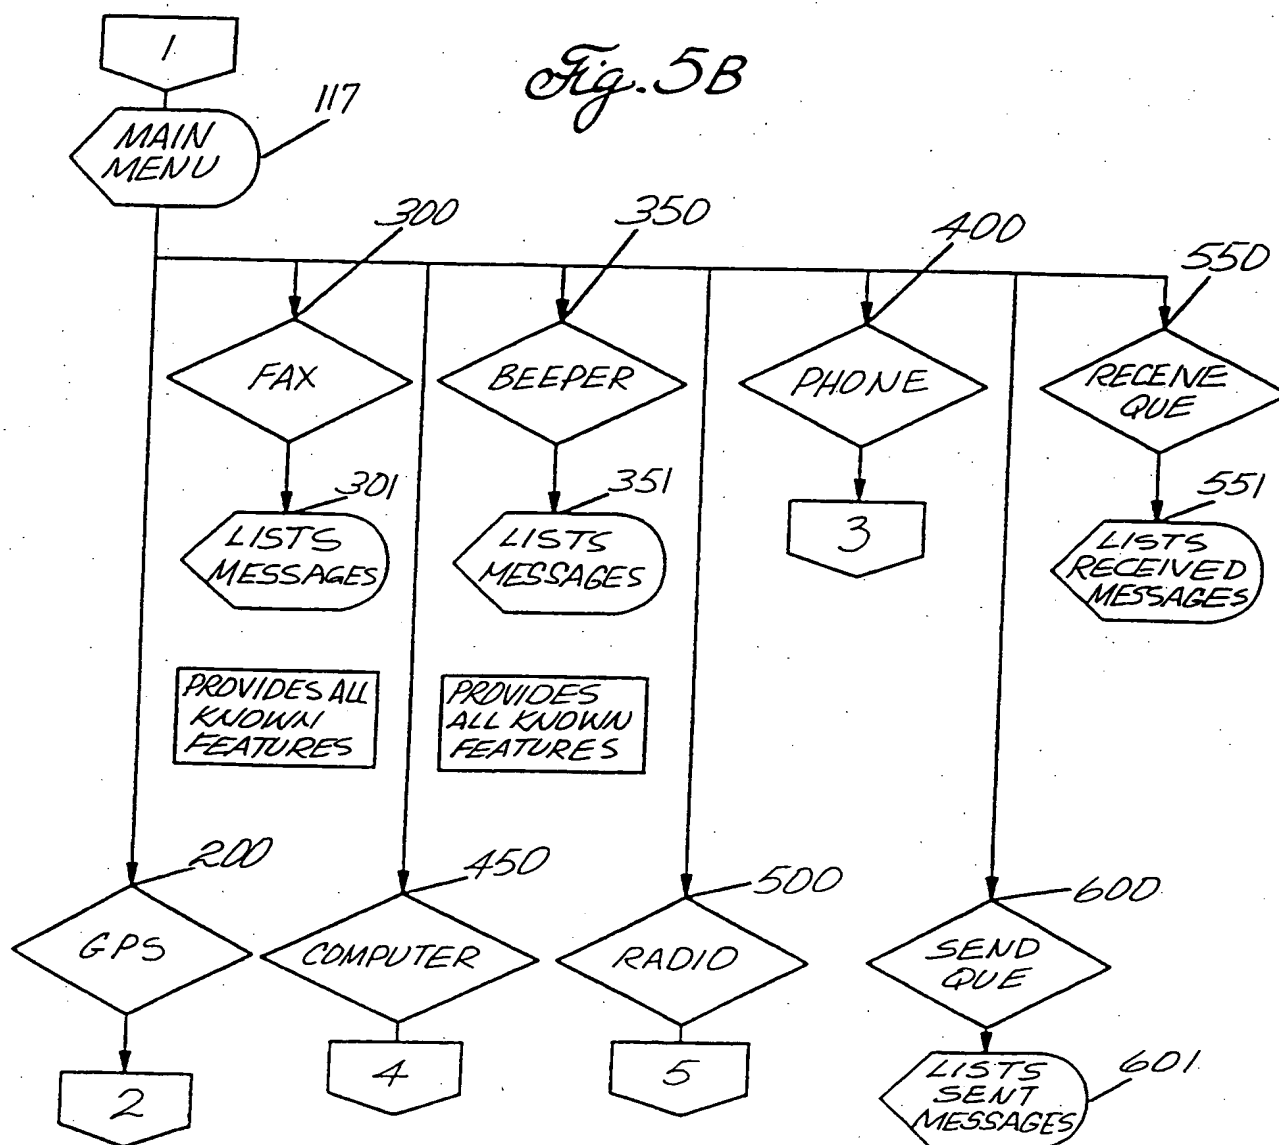 1
Fig. 5B
117
MAIN
MENU
300
350
400
550
FAX
BEEPER
PHONE
RECENE
QUE
301
351
551
LISTS
MESSAGES
LISTS
MESSAGES
3
LISTS
RECEIVED
MESSAGES
PROVIDES ALL
KNOWN
FEATURES
PROVIDES
ALL KNOWN
FEATURES
200
450
500
600
GPS
COMPUTER
RADIO
SEND
QUE
2
4
5
LISTS
SENT
MESSAGES
601